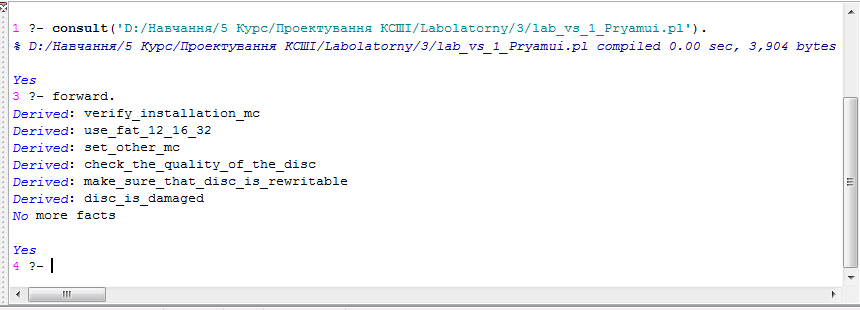 1 ?- consult('D:/Навчання/5 Курс/Проектування КСШІ/Labolatorny/3/lab_vs_1_Pryamui.pl').
% D:/Навчання/5 Курс/Проектування КСШІ/Labolatorny/3/lab_vs_1_Pryamui.pl compiled 0.00 sec, 3,904 bytes
Yes
3 ?- forward.
Derived: verify_installation_mc
Derived: use_fat_12_16_32
Derived: set_other_mc
Derived: check_the_quality_of_the_disc
Derived: make_sure_that_disc_is_rewritable
Derived: disc_is_damaged
No more facts
Yes
4 ?-